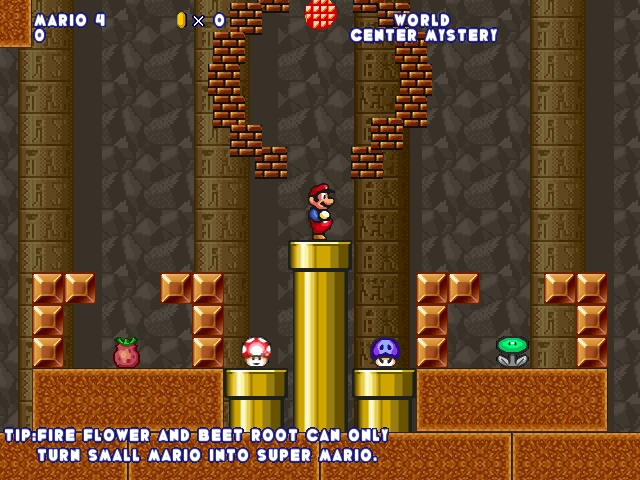 MARIO 4
0
× 0
WORLD
CENTER MYSTERY
TIP:FIRE FLOWER AND BEET ROOT CAN ONLY
TURN SMALL MARIO INTO SUPER MARIO.